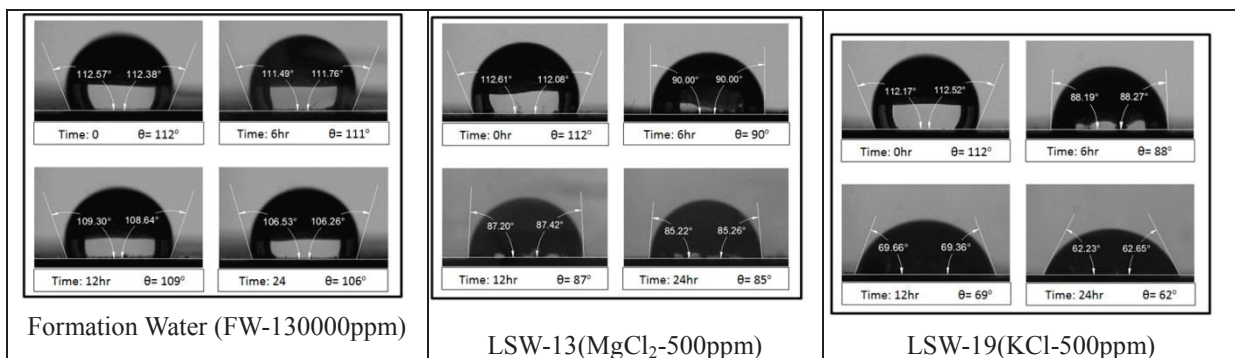 112.57° 112.38°
Time: 0 θ= 112°
111.49° 111.76°
6hr θ= 111°
109.30° 108.64°
Time: 12hr θ= 109°
106.53° 106.26°
Time: 24 θ= 106°
Formation Water (FW-130000ppm)
112.61° 112.08°
Time: 0hr θ= 112°
90.00° 90.00°
Time: 6hr θ= 90°
87.20° 87.42°
Time: 12hr θ= 87°
85.22° 85.26°
Time: 24hr θ= 85°
LSW-13(MgCl₂-500ppm)
112.17° 112.52°
Time: 0hr θ= 112°
88.19° 88.27°
Time: 6hr θ= 88°
69.66° 69.36°
Time: 12hr θ= 69°
62.23° 62.65°
Time: 24hr θ= 62°
LSW-19(KCl-500ppm)